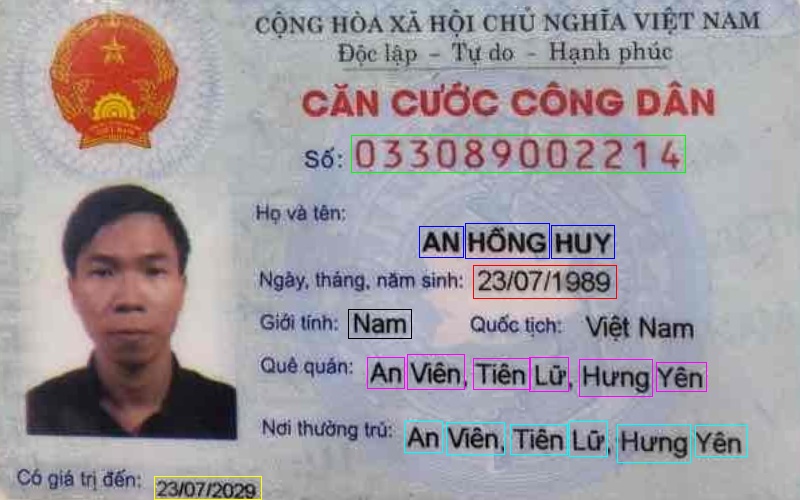 CỘNG HÒA XÃ HỘI CHỦ NGHĨA VIỆT NAM
Độc lập - Tự do - Hạnh phúc
CĂN CƯỚC CÔNG DÂN
Số: 033089002214
Họ và tên:
AN HỒNG HUY
Ngày, tháng, năm sinh: 23/07/1989
Giới tính: Nam Quốc tịch: Việt Nam
Quê quán: An Viên, Tiên Lữ, Hưng Yên
Nơi thường trú: An Viên, Tiên Lữ, Hưng Yên
Có giá trị đến: 23/07/2029